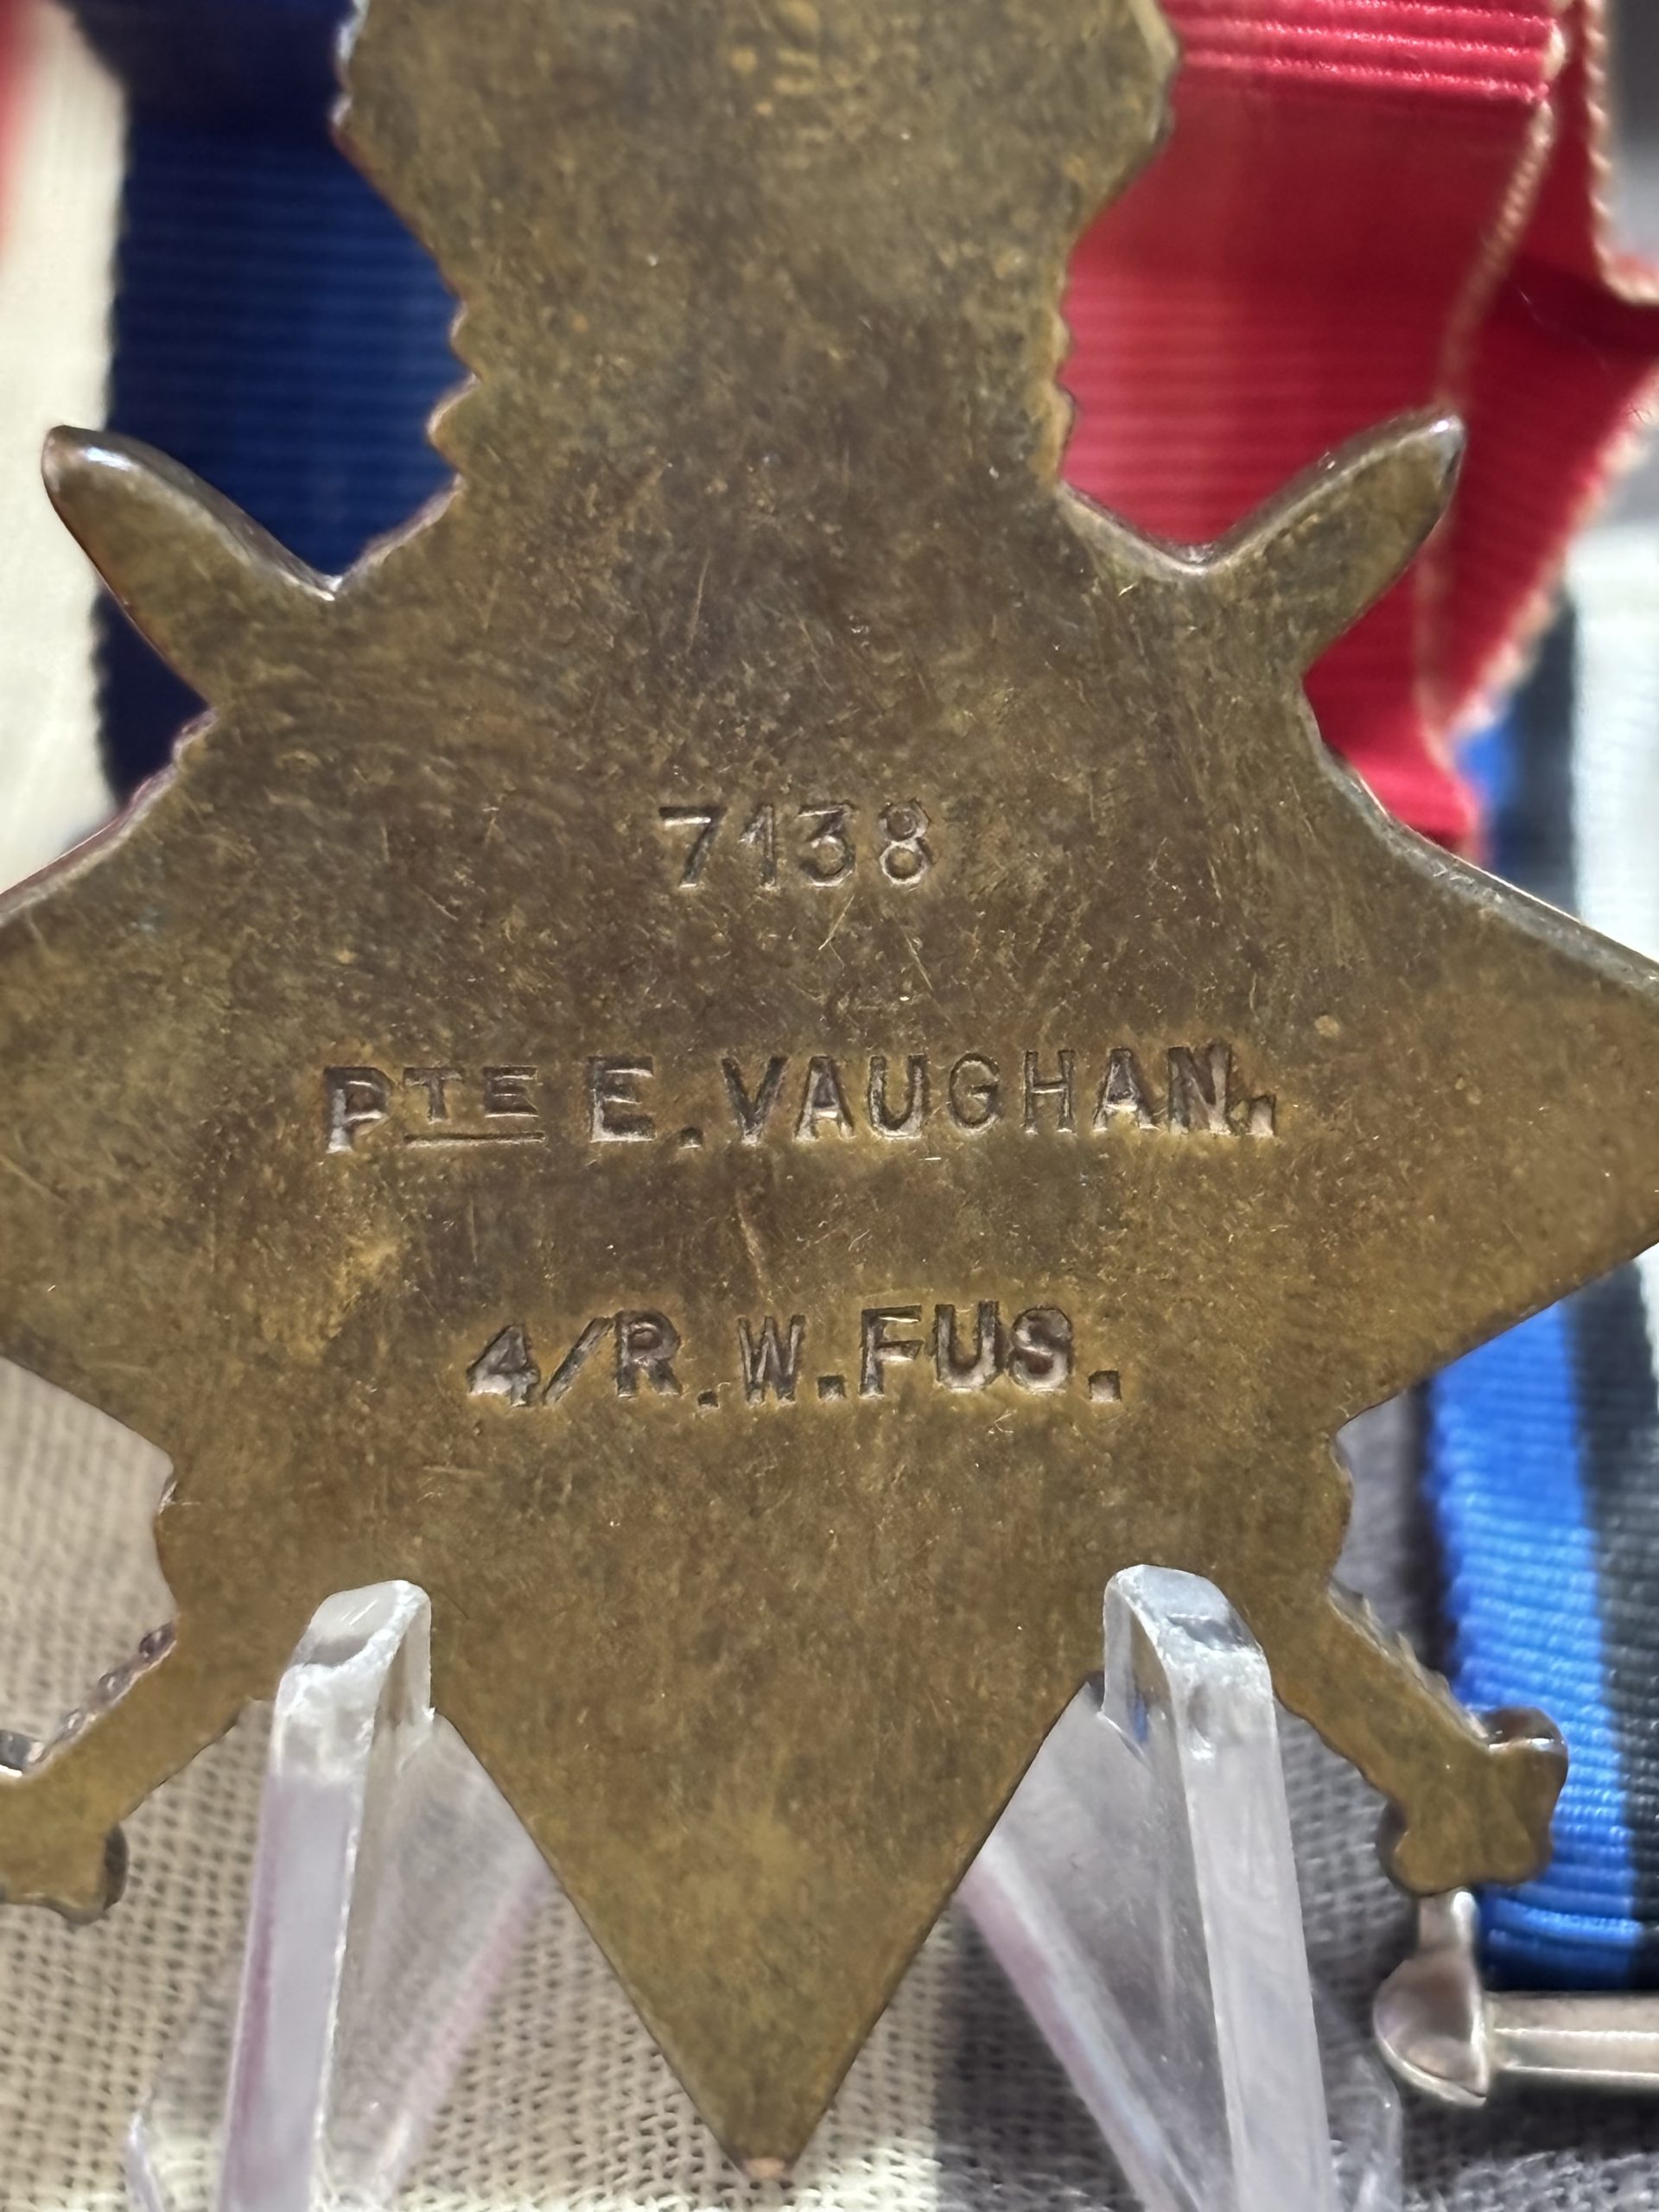 7138
PTE E.VAUGHAN.
4/R.W.FUS.